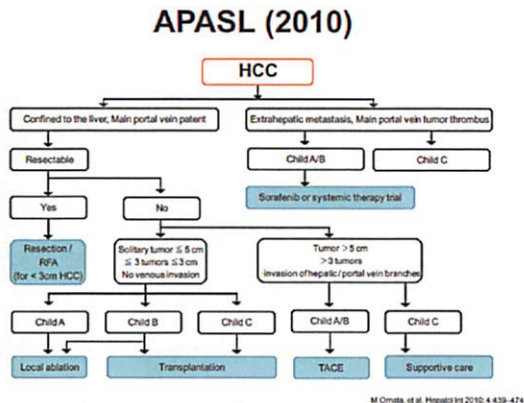 APASL (2010)
HCC
Confined to the liver, Main portal vein patent
Extrahepatic metastasis, Main portal vein tumor thrombus
Resectable
Child A/B
Child C
Sorafenib or systemic therapy trial
Yes
No
Resection /
RFA
(for < 3cm HCC)
Solitary tumor ≦ 5 cm
≦ 3 tumors ≦3 cm
No venous invasion
Tumor > 5 cm
>3 tumors
invasion of hepatic / portal vein branches
Child A
Child B
Child C
Child A/B
Child C
Local ablation
Transplantation
TACE
Supportive care
M Omata, et al. Hepatol Int 2010; 4:439-474